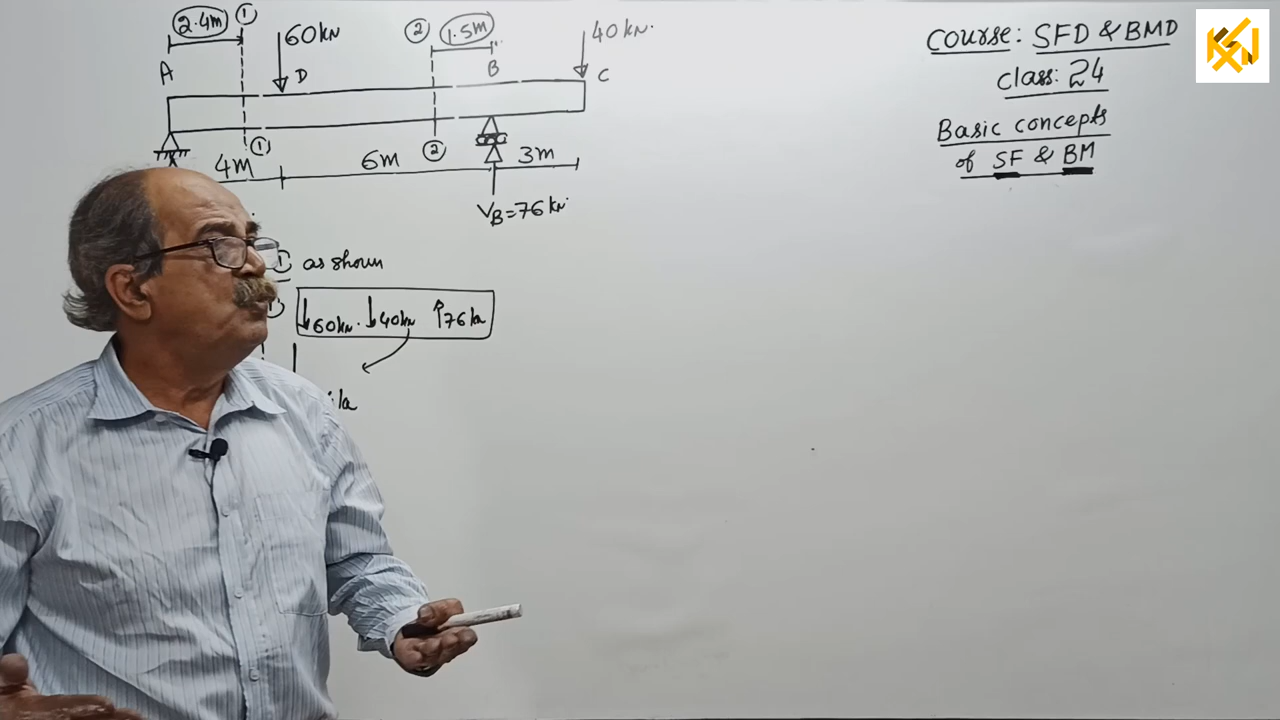 2.4m ① 60kN ② 1.5m 40kN.
A D B C
① ②
4m 6m 3m
VB=76kN
① as shown
↓60kN. ↓40kN ↑76kN
Course: SFD & BMD
Class: 24
Basic concepts
of SF & BM